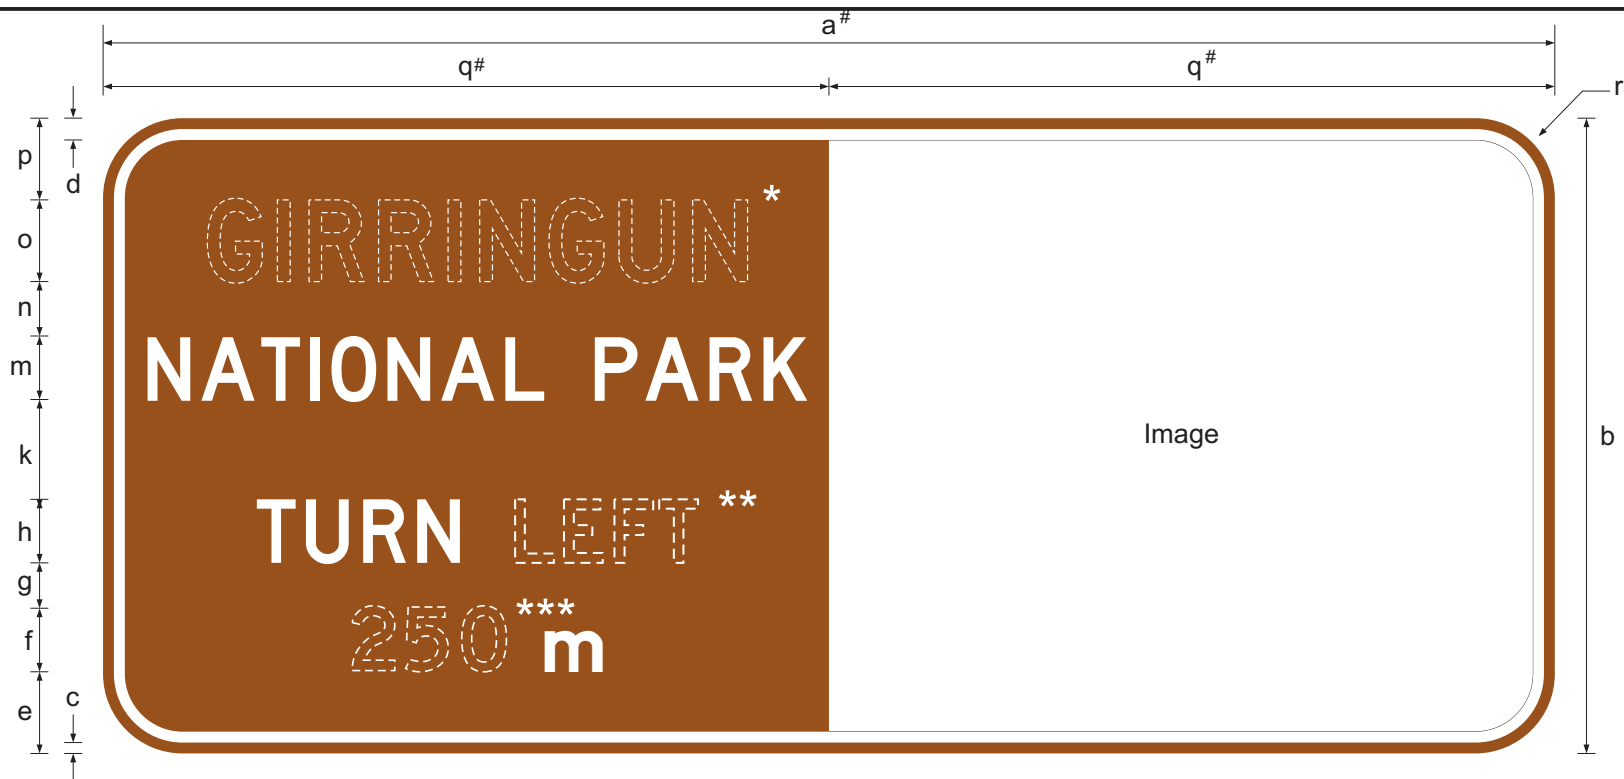 a#
q# q#
r
p
d
GIRRINGUN*
o
n
NATIONAL PARK
m
Image
b
k
TURN LEFT**
h
g
250*** m
f
c
e